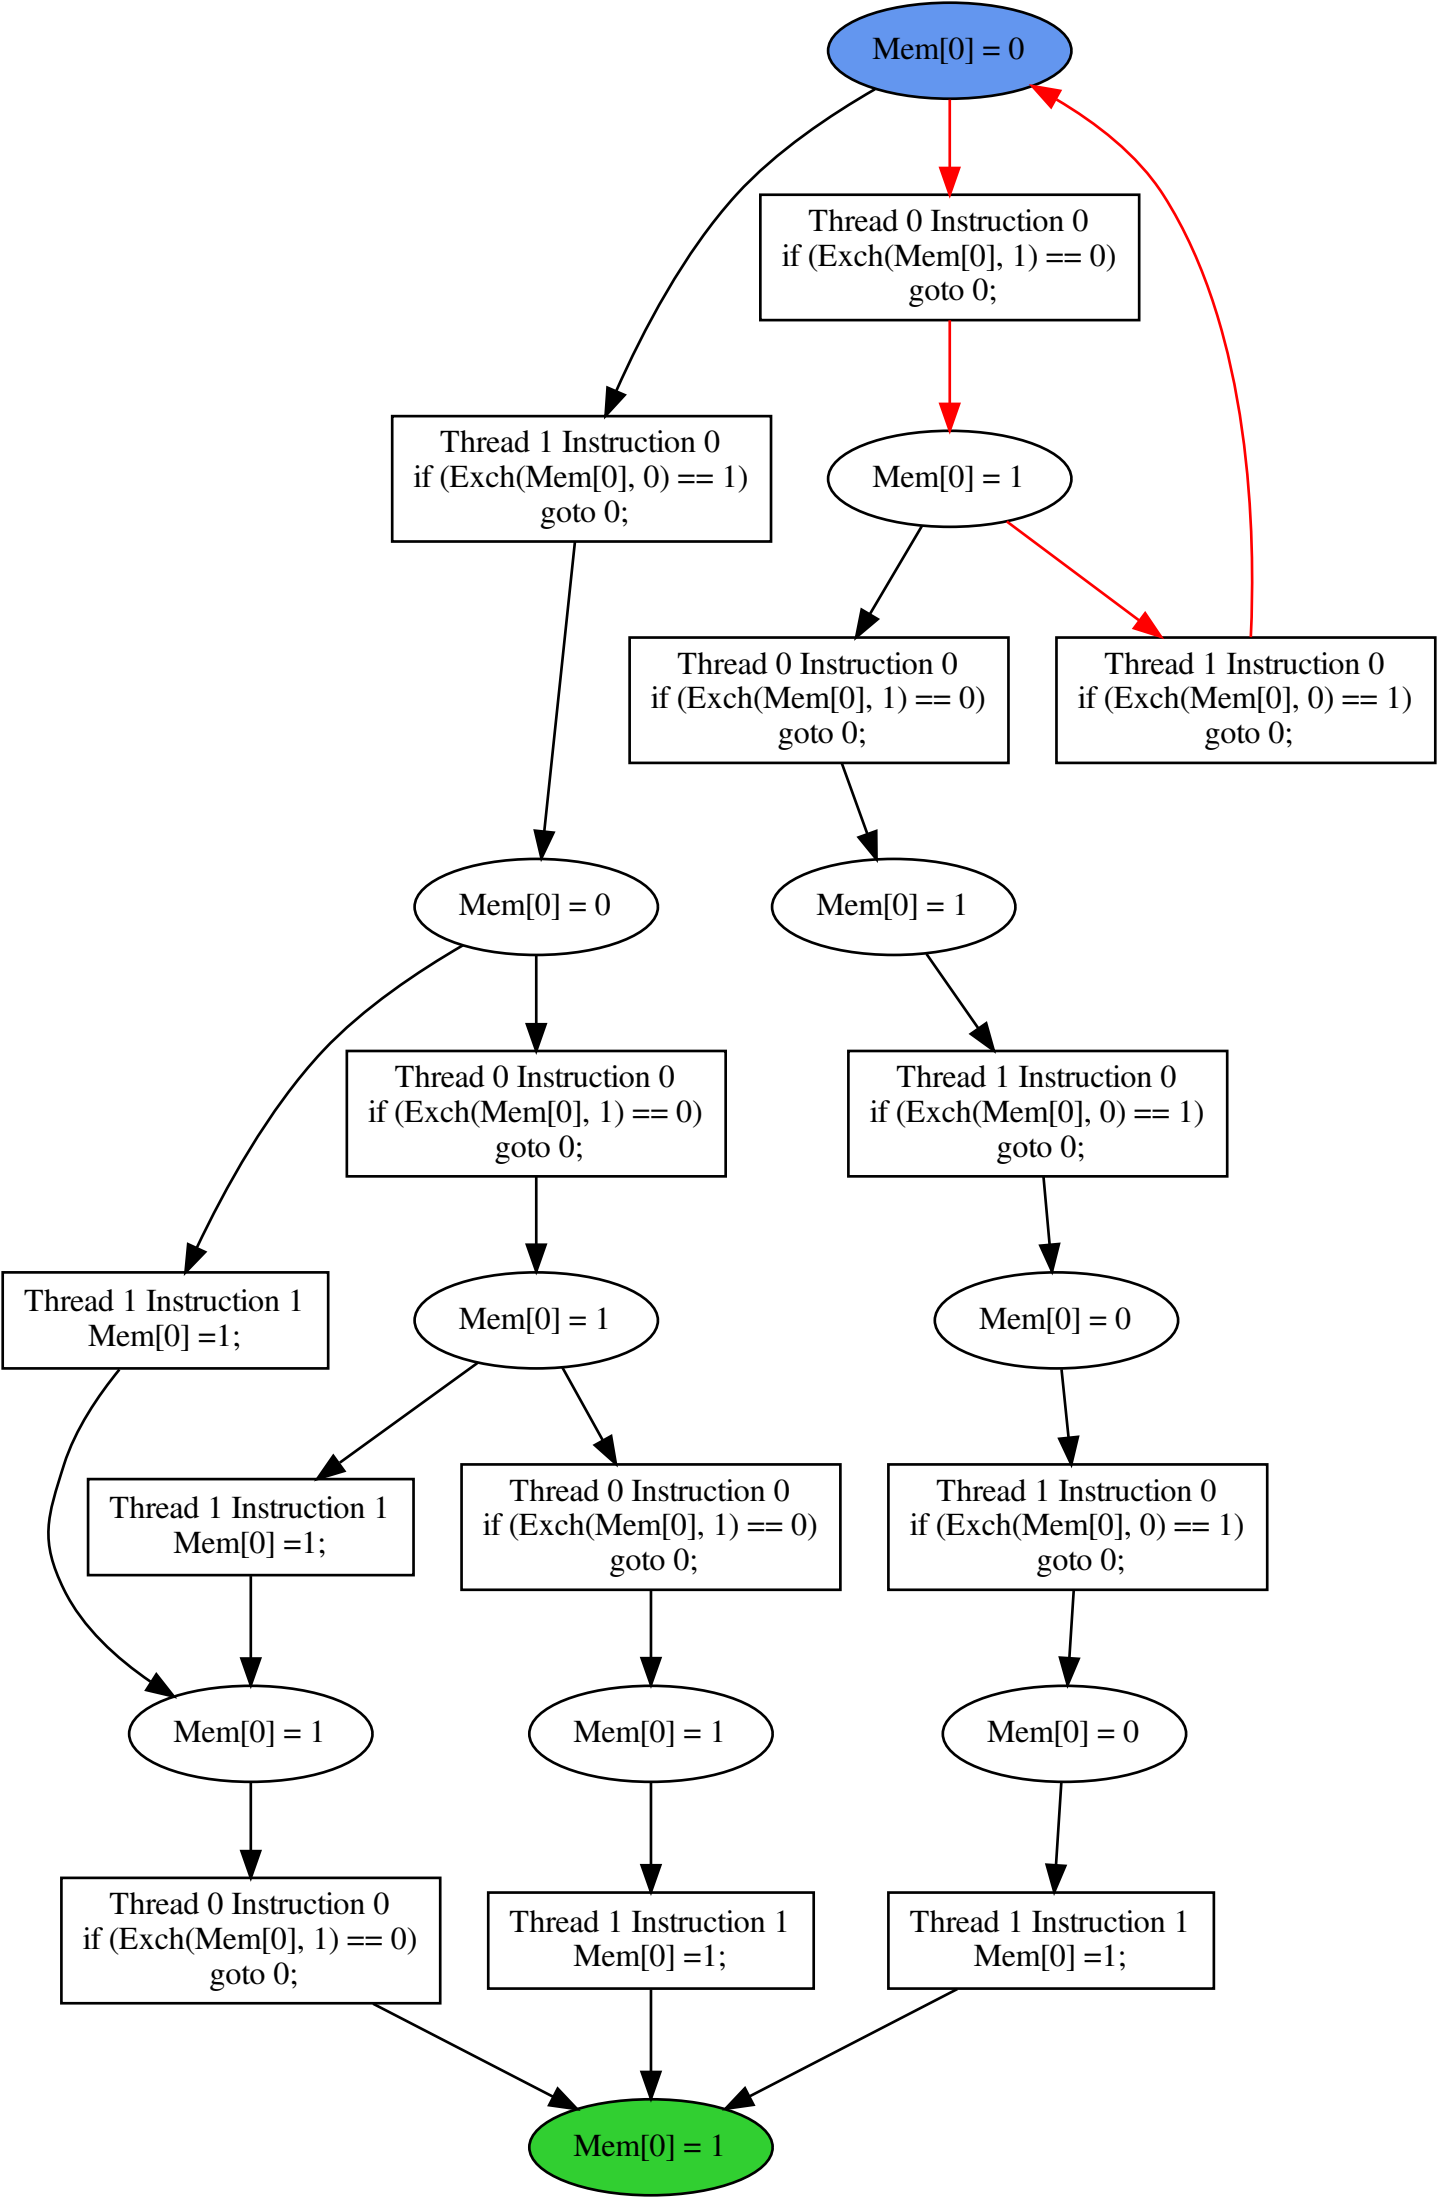 Mem[0] = 0
Thread 0 Instruction 0
if (Exch(Mem[0], 1) == 0)
goto 0;
Thread 1 Instruction 0
if (Exch(Mem[0], 0) == 1)
goto 0;
Mem[0] = 1
Thread 0 Instruction 0
if (Exch(Mem[0], 1) == 0)
goto 0;
Thread 1 Instruction 0
if (Exch(Mem[0], 0) == 1)
goto 0;
Mem[0] = 0
Mem[0] = 1
Thread 0 Instruction 0
if (Exch(Mem[0], 1) == 0)
goto 0;
Thread 1 Instruction 0
if (Exch(Mem[0], 0) == 1)
goto 0;
Thread 1 Instruction 1
Mem[0] =1;
Mem[0] = 1
Mem[0] = 0
Thread 1 Instruction 1
Mem[0] =1;
Thread 0 Instruction 0
if (Exch(Mem[0], 1) == 0)
goto 0;
Thread 1 Instruction 0
if (Exch(Mem[0], 0) == 1)
goto 0;
Mem[0] = 1
Mem[0] = 1
Mem[0] = 0
Thread 0 Instruction 0
if (Exch(Mem[0], 1) == 0)
goto 0;
Thread 1 Instruction 1
Mem[0] =1;
Thread 1 Instruction 1
Mem[0] =1;
Mem[0] = 1